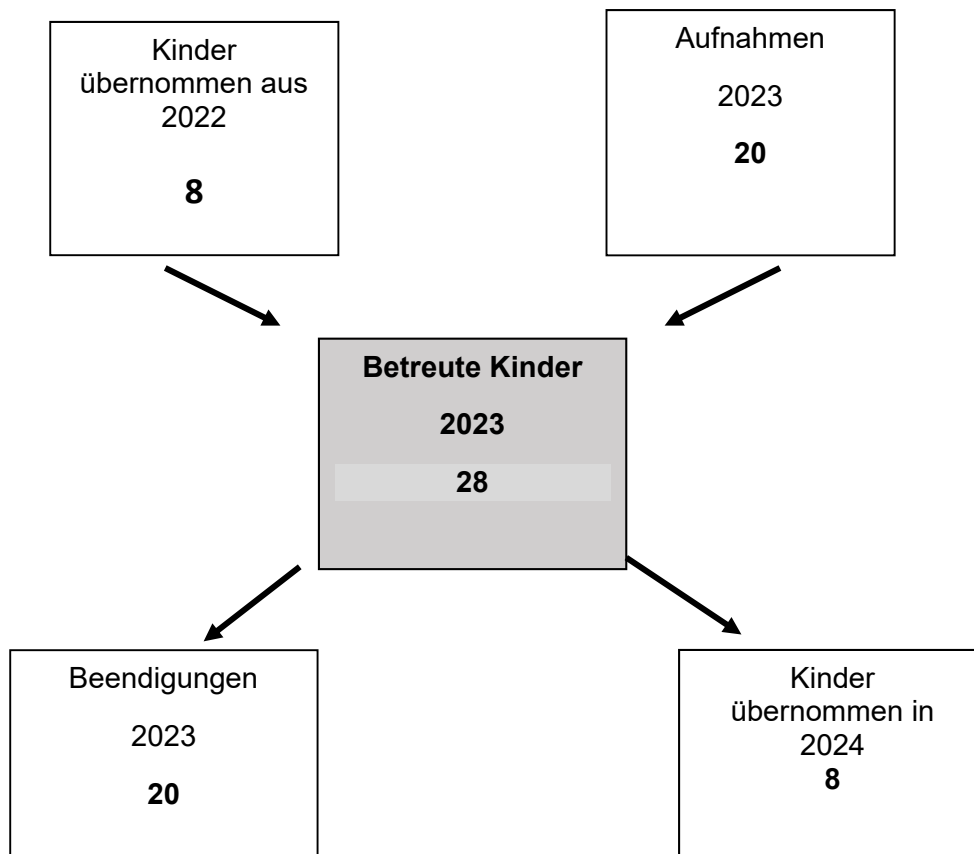 Kinder
übernommen aus
2022
8
Aufnahmen
2023
20
Betreute Kinder
2023
28
Beendigungen
2023
20
Kinder
übernommen in
2024
8